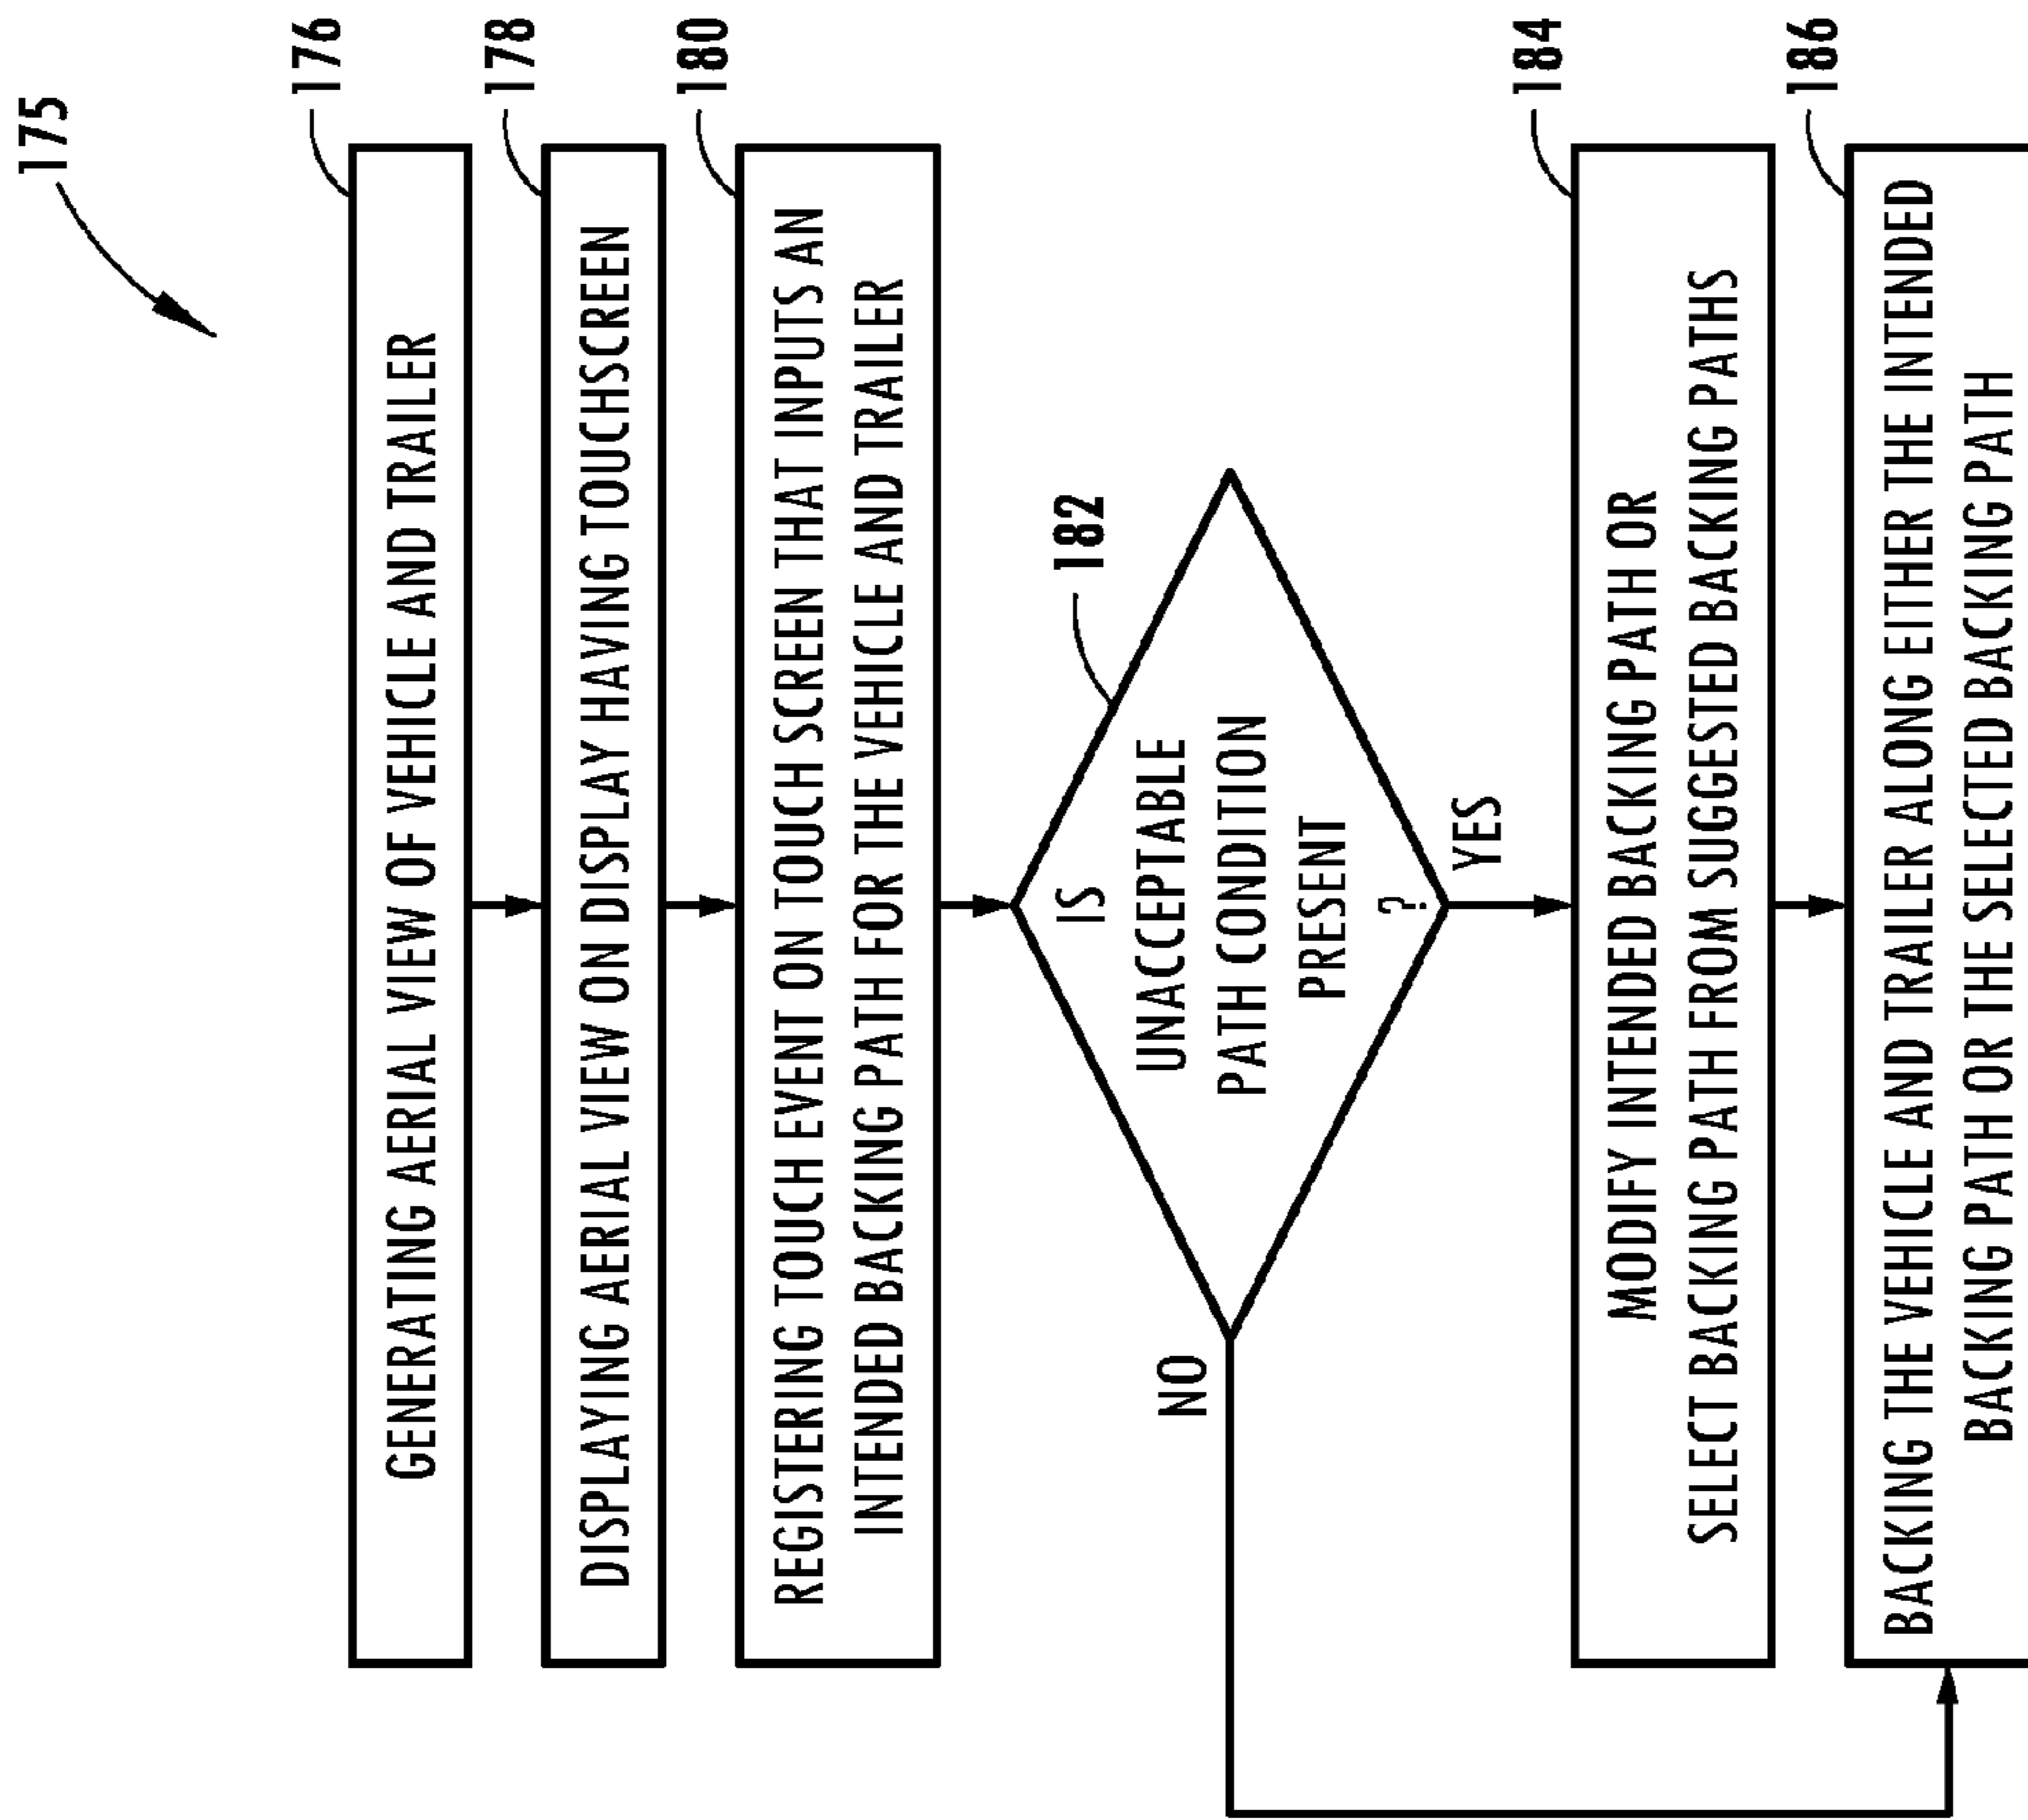 175
GENERATING AERIAL VIEW OF VEHICLE AND TRAILER
176
DISPLAYING AERIAL VIEW ON DISPLAY HAVING TOUCHSCREEN
178
REGISTERING TOUCH EVENT ON TOUCH SCREEN THAT INPUTS AN
INTENDED BACKING PATH FOR THE VEHICLE AND TRAILER
180
IS
UNACCEPTABLE
PATH CONDITION
PRESENT
?
182
NO
YES
MODIFY INTENDED BACKING PATH OR
SELECT BACKING PATH FROM SUGGESTED BACKING PATHS
184
BACKING THE VEHICLE AND TRAILER ALONG EITHER THE INTENDED
BACKING PATH OR THE SELECTED BACKING PATH
186